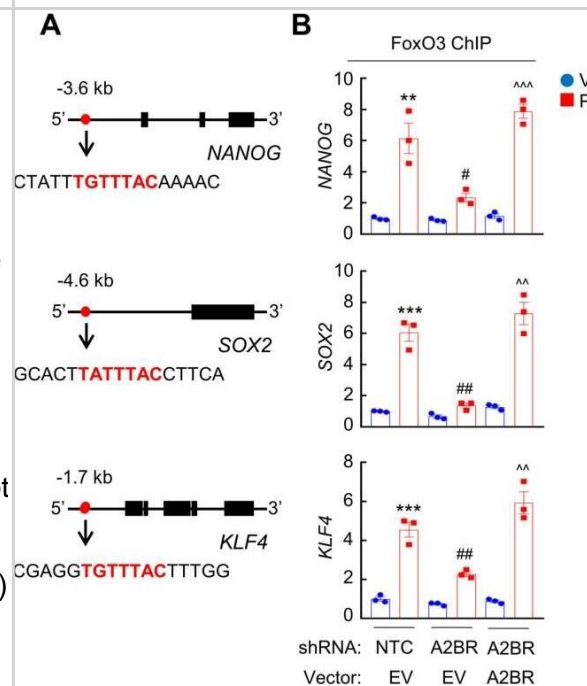 A
-3.6 kb
5' 3'
NANOG
CTATTTGTTTACAAAAC
-4.6 kb
5' 3'
SOX2
GCACTTATTTACCTTCA
-1.7 kb
5' 3'
KLF4
CGAGGTGTTTACTTTGG
B
FoxO3 ChIP
V
P
NANOG
10
8
6
4
2
0
**
#
^^^
SOX2
10
8
6
4
2
0
***
##
^^
KLF4
8
6
4
2
0
***
##
^^
shRNA: NTC A2BR A2BR
Vector: EV EV A2BR
ot
)